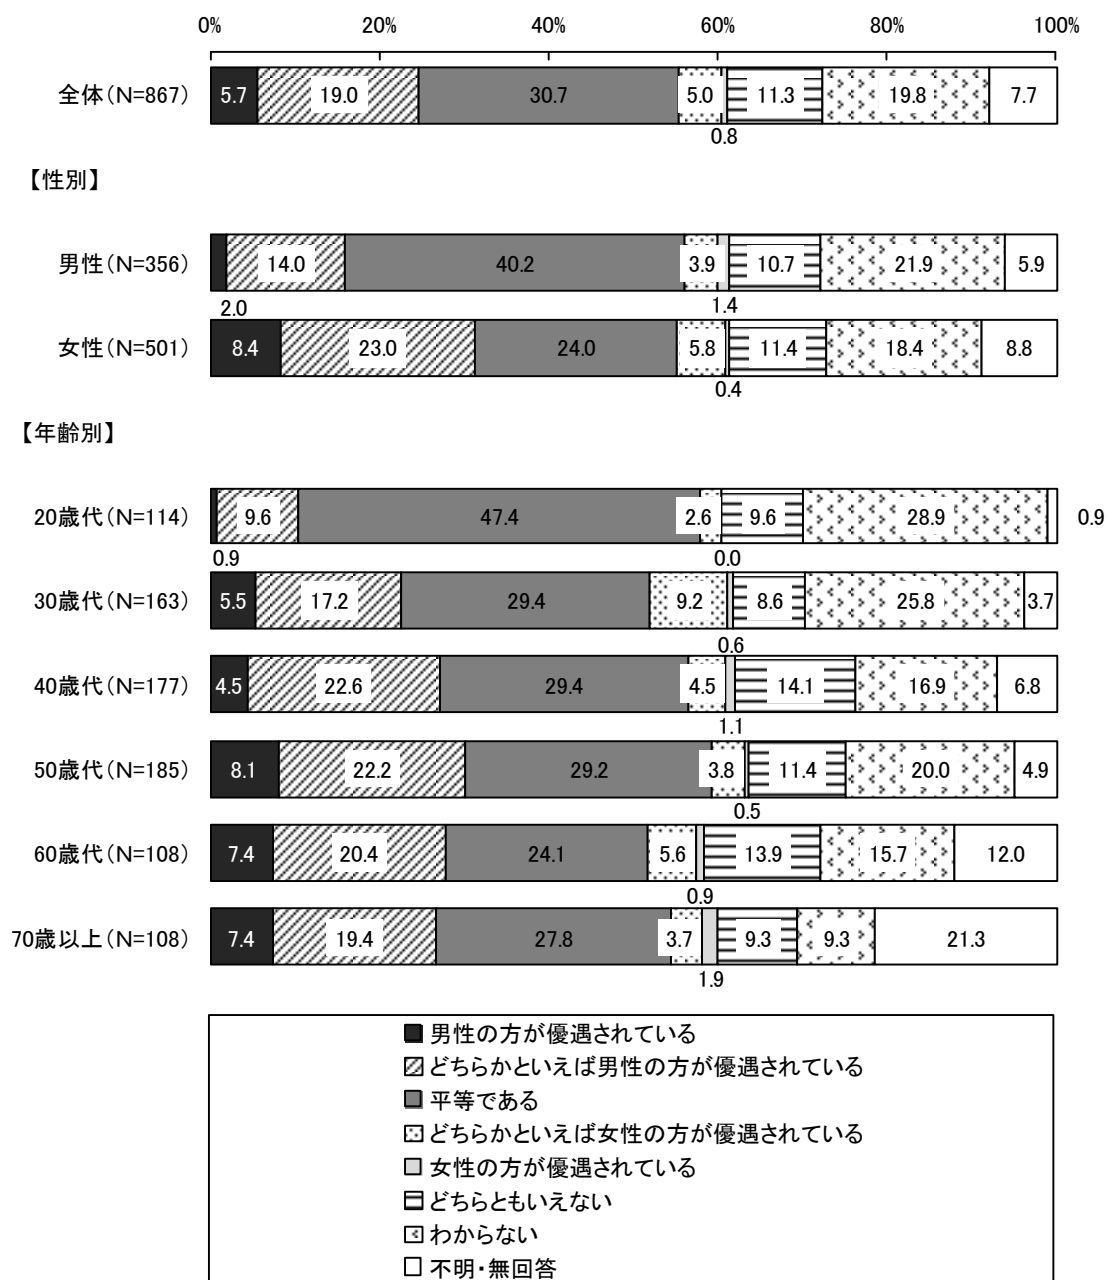 0% 20% 40% 60% 80% 100%
全体(N=867) 5.7 19.0 30.7 5.0 11.3 19.8 7.7
0.8
【性別】
男性(N=356) 14.0 40.2 3.9 10.7 21.9 5.9
2.0 1.4
女性(N=501) 8.4 23.0 24.0 5.8 11.4 18.4 8.8
0.4
【年齢別】
20歳代(N=114) 9.6 47.4 2.6 9.6 28.9 0.9
0.9 0.0
30歳代(N=163) 5.5 17.2 29.4 9.2 8.6 25.8 3.7
0.6
40歳代(N=177) 4.5 22.6 29.4 4.5 14.1 16.9 6.8
1.1
50歳代(N=185) 8.1 22.2 29.2 3.8 11.4 20.0 4.9
0.5
60歳代(N=108) 7.4 20.4 24.1 5.6 13.9 15.7 12.0
0.9
70歳以上(N=108) 7.4 19.4 27.8 3.7 9.3 9.3 21.3
1.9
男性の方が優遇されている
どちらかといえば男性の方が優遇されている
平等である
どちらかといえば女性の方が優遇されている
女性の方が優遇されている
どちらともいえない
わからない
不明・無回答